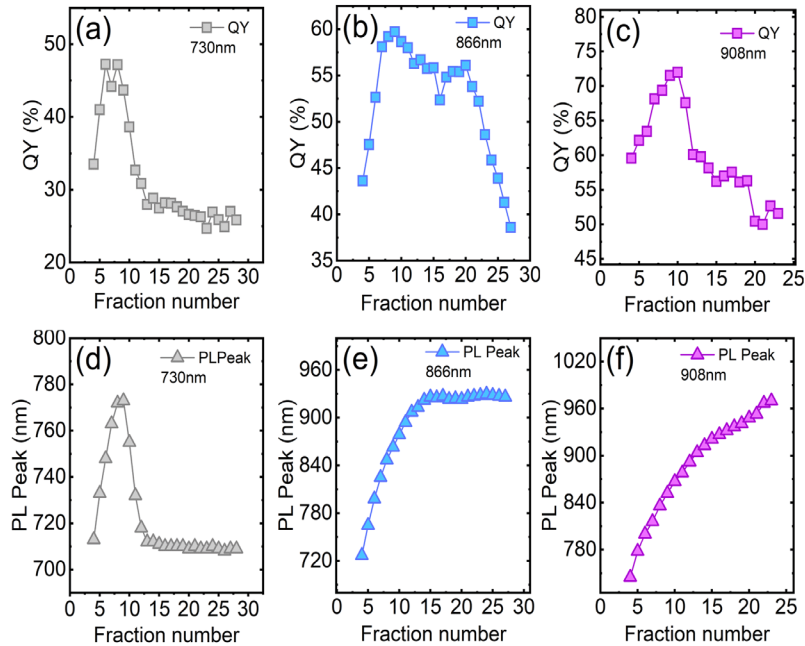 (a)
QY
730nm
50
40
30
20
QY (%)
0 5 10 15 20 25 30
Fraction number
(b)
QY
866nm
60
55
50
45
40
35
QY (%)
0 5 10 15 20 25 30
Fraction number
(c)
QY
908nm
80
75
70
65
60
55
50
45
QY (%)
0 5 10 15 20 25
Fraction number
(d)
PLPeak
730nm
800
780
760
740
720
700
PL Peak (nm)
0 5 10 15 20 25 30
Fraction number
(e)
PL Peak
866nm
960
900
840
780
720
PL Peak (nm)
0 5 10 15 20 25 30
Fraction number
(f)
PL Peak
908nm
1020
960
900
840
780
PL Peak (nm)
0 5 10 15 20 25
Fraction number